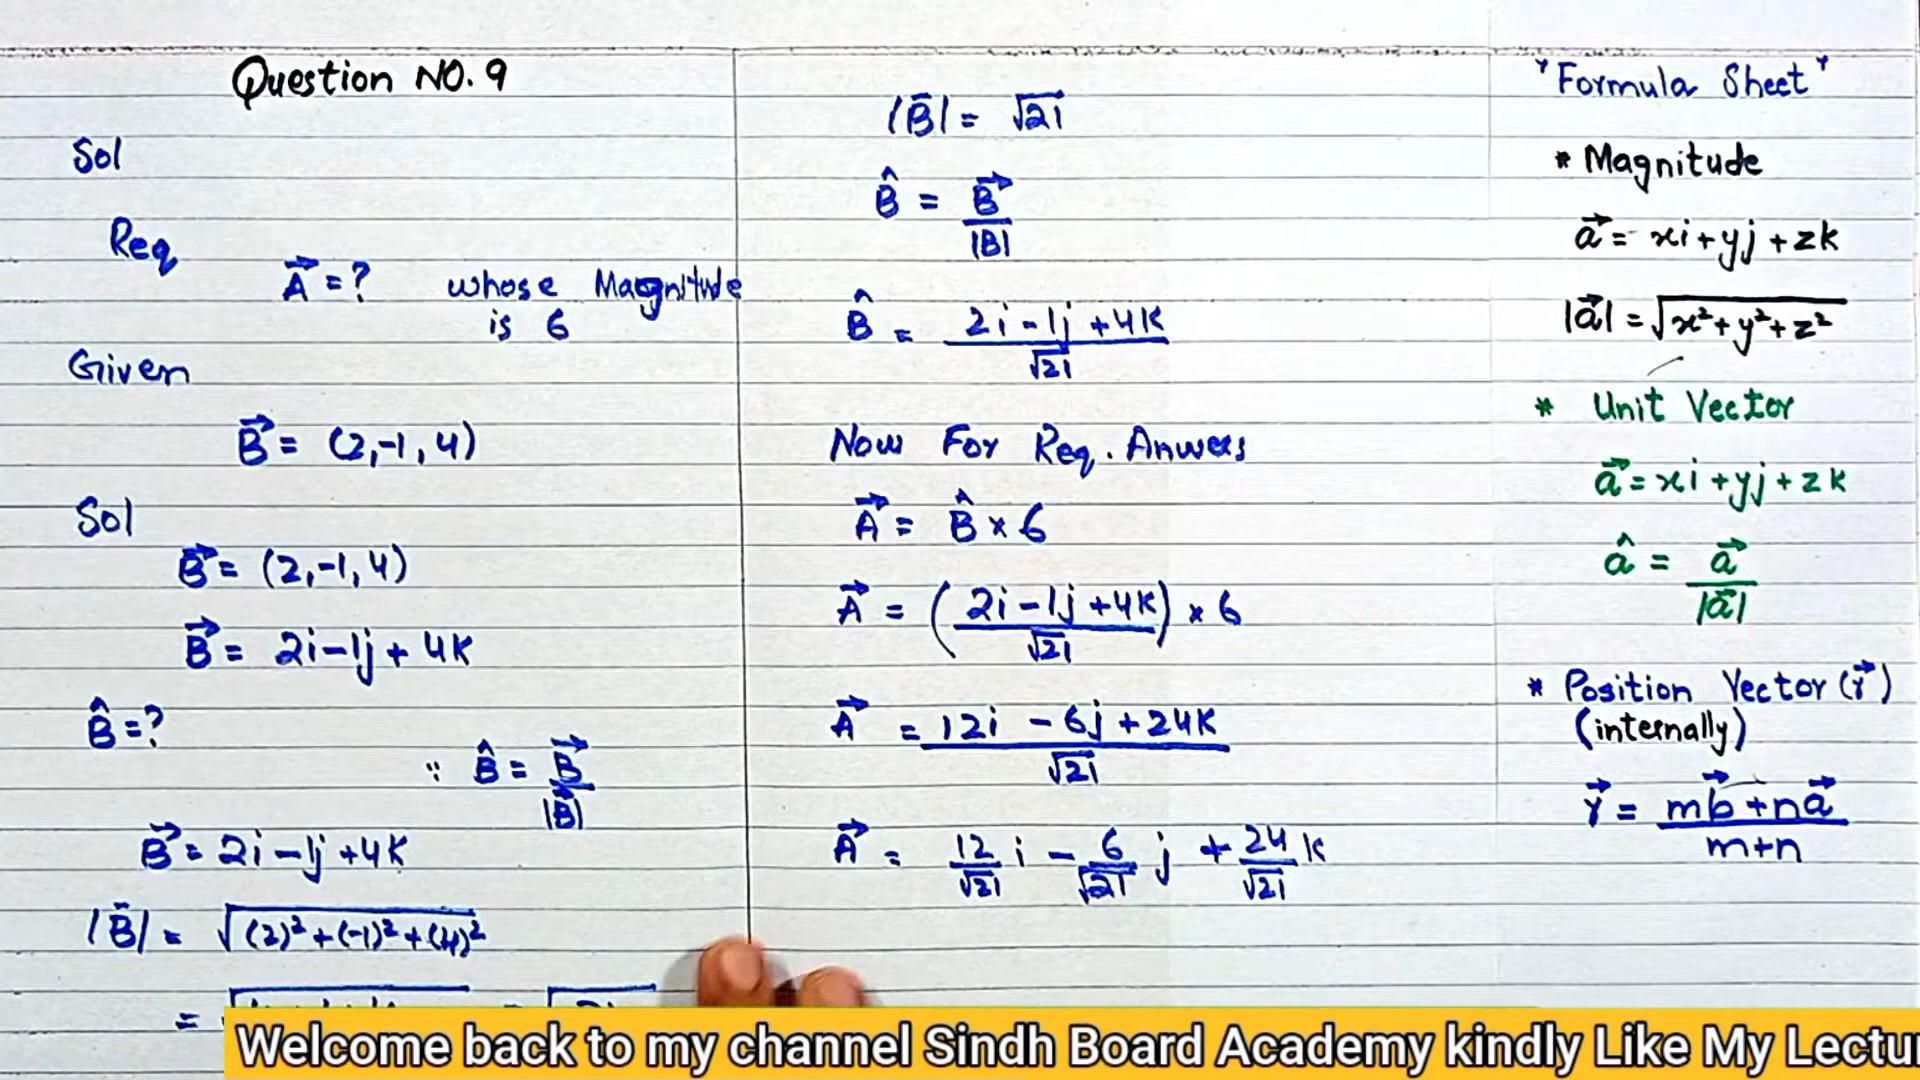 Question NO. 9
Sol
Req
A⃗ = ? whose Magnitude
is 6
Given
B⃗ = (2,-1,4)
Sol
B⃗ = (2,-1,4)
B⃗ = 2i-1j+4k
B̂ = ?
∵ B̂ = B⃗/|B⃗|
B⃗ = 2i-1j+4k
|B̄| = √((2)²+(-1)²+(4)²)
|B̄| = √21
B̂ = B⃗/|B|
B̂ = (2i-1j+4k)/√21
Now For Req. Anwers
A⃗ = B̂ × 6
A⃗ = ((2i-1j+4k)/√21) × 6
A⃗ = (12i - 6j + 24k)/√21
A⃗ = 12/√21 i - 6/√21 j + 24/√21 k
"Formula Sheet"
* Magnitude
a⃗ = xi+yj+zk
|a⃗| = √(x²+y²+z²)
* Unit Vector
a⃗ = xi+yj+zk
â = a⃗/|a⃗|
* Position Vector (r⃗)
(internally)
r⃗ = (mb⃗+na⃗)/(m+n)
Welcome back to my channel Sindh Board Academy kindly Like My Lectu